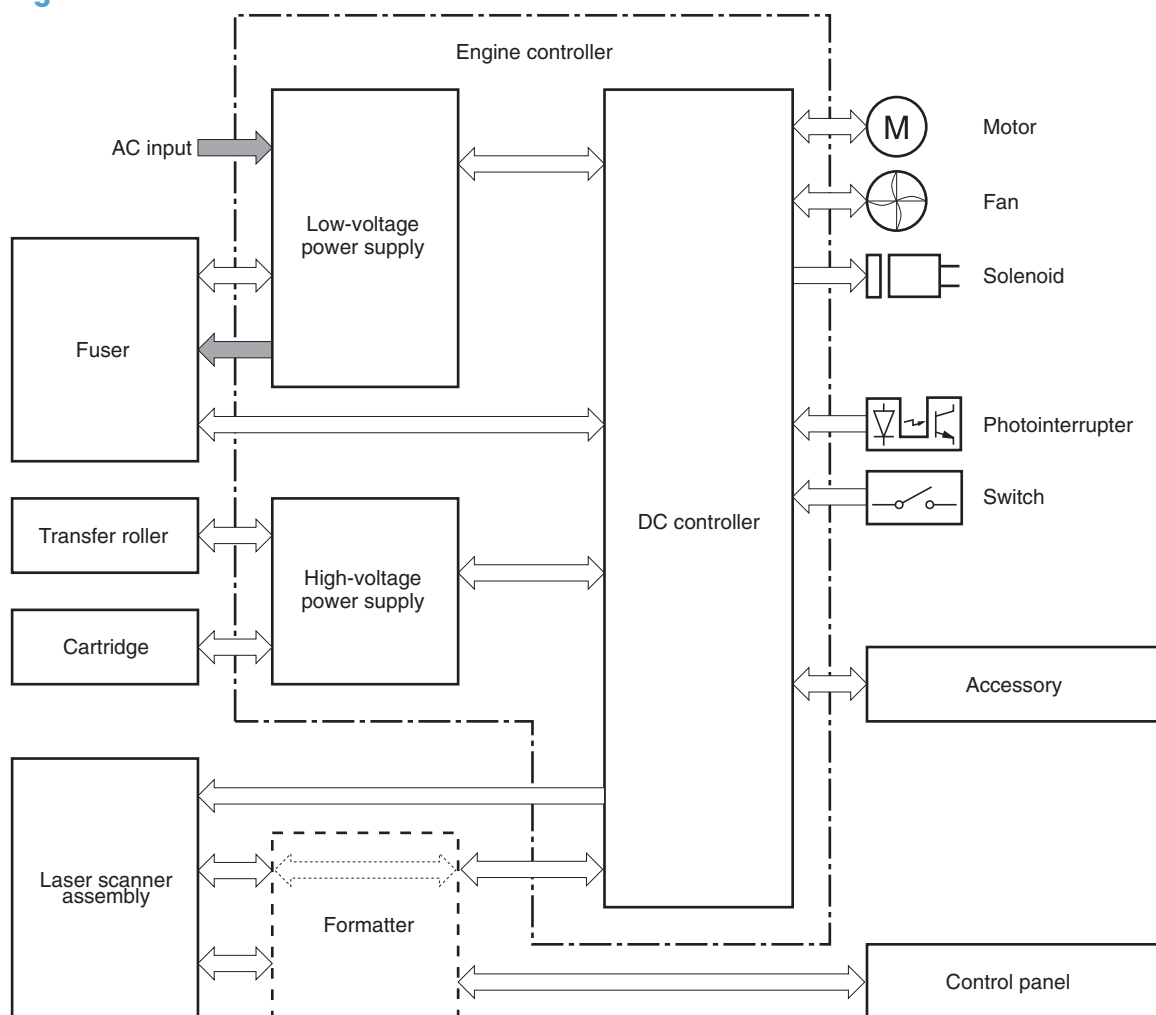 Engine controller
AC input
Low-voltage
power supply
Fuser
M
Motor
Fan
Solenoid
Photointerrupter
Switch
DC controller
Transfer roller
High-voltage
power supply
Cartridge
Accessory
Laser scanner
assembly
Formatter
Control panel